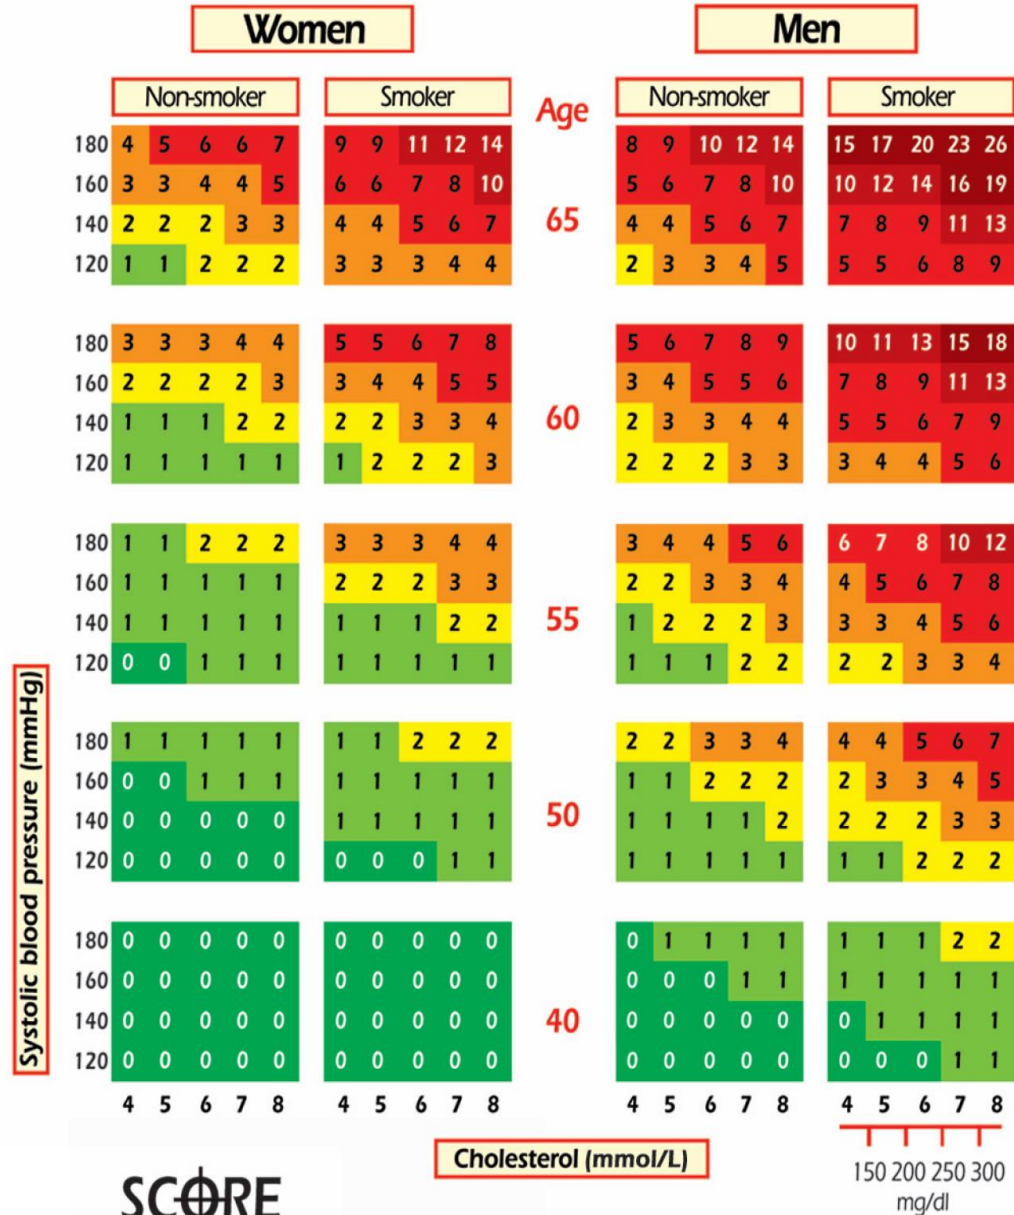 Women Men
Non-smoker Smoker Age Non-smoker Smoker
180 4 5 6 6 7 9 9 11 12 14 8 9 10 12 14 15 17 20 23 26
160 3 3 4 4 5 6 6 7 8 10 5 6 7 8 10 10 12 14 16 19
65
140 2 2 2 3 3 4 4 5 6 7 4 4 5 6 7 7 8 9 11 13
120 1 1 2 2 2 3 3 3 4 4 2 3 3 4 5 5 5 6 8 9
180 3 3 3 4 4 5 5 6 7 8 5 6 7 8 9 10 11 13 15 18
160 2 2 2 2 3 3 4 4 5 5 3 4 5 5 6 7 8 9 11 13
60
140 1 1 1 2 2 2 2 3 3 4 2 3 3 4 4 5 5 6 7 9
120 1 1 1 1 1 1 2 2 2 3 2 2 2 3 3 3 4 4 5 6
180 1 1 2 2 2 3 3 3 4 4 3 4 4 5 6 6 7 8 10 12
160 1 1 1 1 1 2 2 2 3 3 2 2 3 3 4 4 5 6 7 8
55
140 1 1 1 1 1 1 1 1 2 2 1 2 2 2 3 3 3 4 5 6
120 0 0 1 1 1 1 1 1 1 1 1 1 1 2 2 2 2 3 3 4
180 1 1 1 1 1 1 1 2 2 2 2 2 3 3 4 4 4 5 6 7
160 0 0 1 1 1 1 1 1 1 1 1 1 2 2 2 2 3 3 4 5
50
140 0 0 0 0 0 1 1 1 1 1 1 1 1 1 2 2 2 2 3 3
120 0 0 0 0 0 0 0 0 1 1 1 1 1 1 1 1 1 2 2 2
180 0 0 0 0 0 0 0 0 0 0 0 1 1 1 1 1 1 1 2 2
160 0 0 0 0 0 0 0 0 0 0 0 0 0 1 1 1 1 1 1 1
40
140 0 0 0 0 0 0 0 0 0 0 0 0 0 0 0 0 1 1 1 1
120 0 0 0 0 0 0 0 0 0 0 0 0 0 0 0 0 0 0 1 1
4 5 6 7 8 4 5 6 7 8 4 5 6 7 8 4 5 6 7 8
Systolic blood pressure (mmHg)
Cholesterol (mmol/L)
150 200 250 300
mg/dl
SCORE